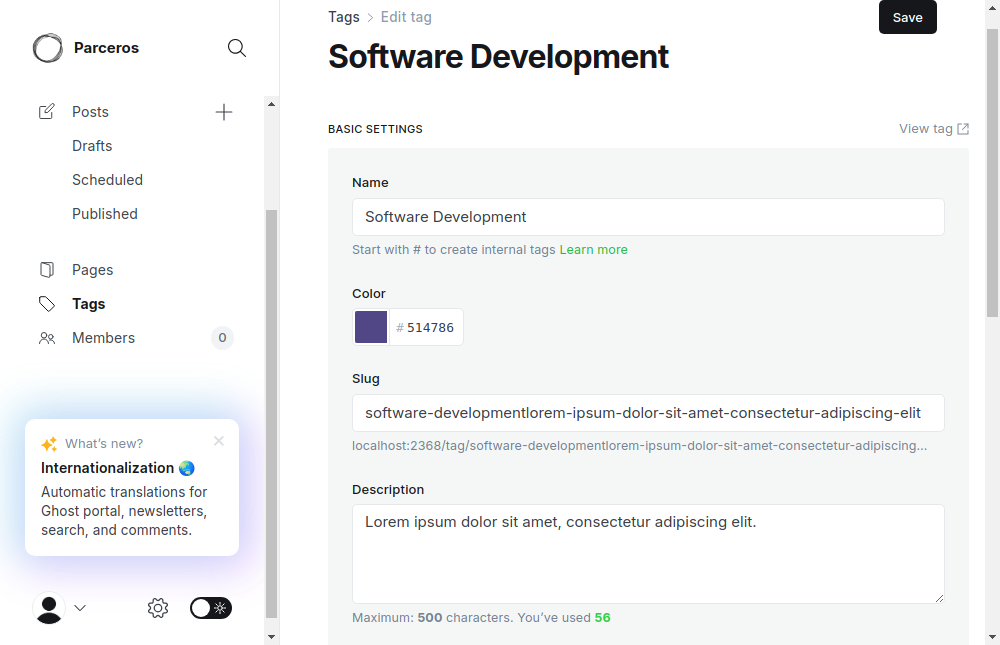 Parceros
Posts
Drafts
Scheduled
Published
Pages
Tags
Members
0
What's new?
Internationalization 🌏
Automatic translations for
Ghost portal, newsletters,
search, and comments.
Tags > Edit tag
Save
Software Development
BASIC SETTINGS
View tag
Name
Software Development
Start with # to create internal tags Learn more
Color
# 514786
Slug
software-developmentlorem-ipsum-dolor-sit-amet-consectetur-adipiscing-elit
localhost:2368/tag/software-developmentlorem-ipsum-dolor-sit-amet-consectetur-adipiscing...
Description
Lorem ipsum dolor sit amet, consectetur adipiscing elit.
Maximum: 500 characters. You've used 56